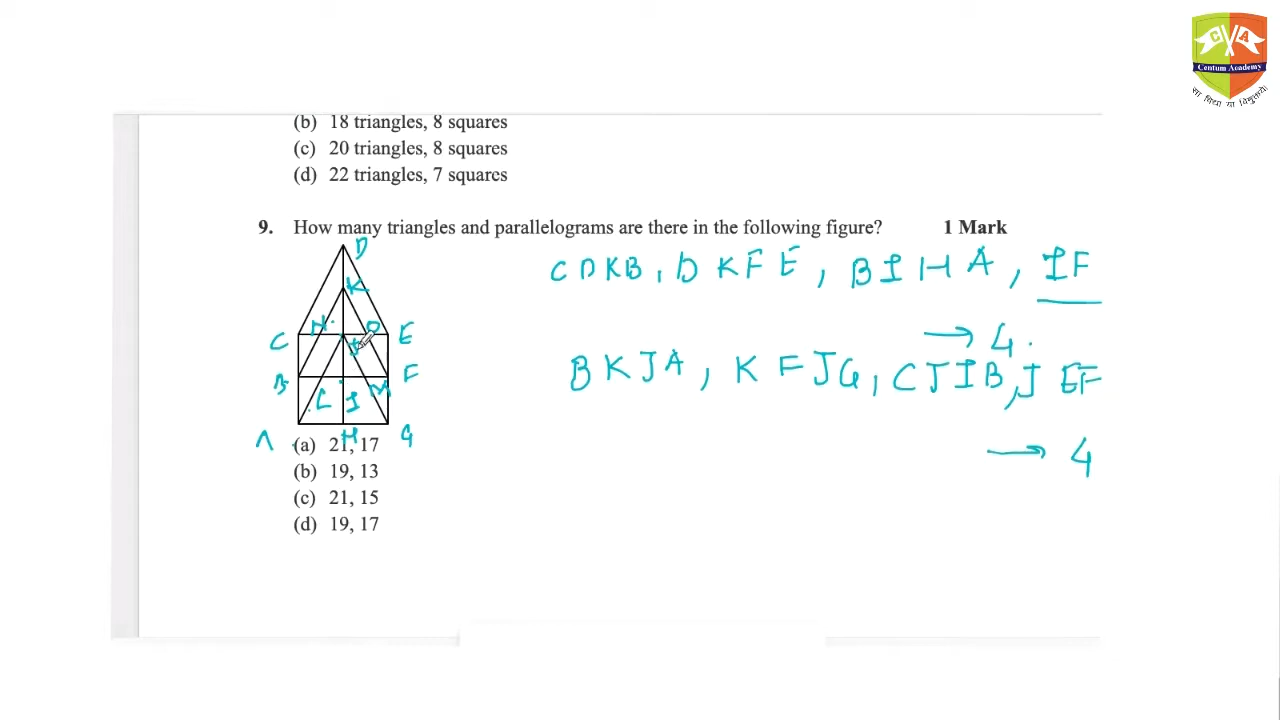 C A
Centum Academy
सा विद्या या विमुक्तये
(b) 18 triangles, 8 squares
(c) 20 triangles, 8 squares
(d) 22 triangles, 7 squares
9. How many triangles and parallelograms are there in the following figure? 1 Mark
D
K
N O
C E
I
B F
L J M
A H G
CDKB, DKFE, BIHA, IF
→ 4.
BKJA, KFJG, CJIB, JEF
→ 4
(a) 21, 17
(b) 19, 13
(c) 21, 15
(d) 19, 17